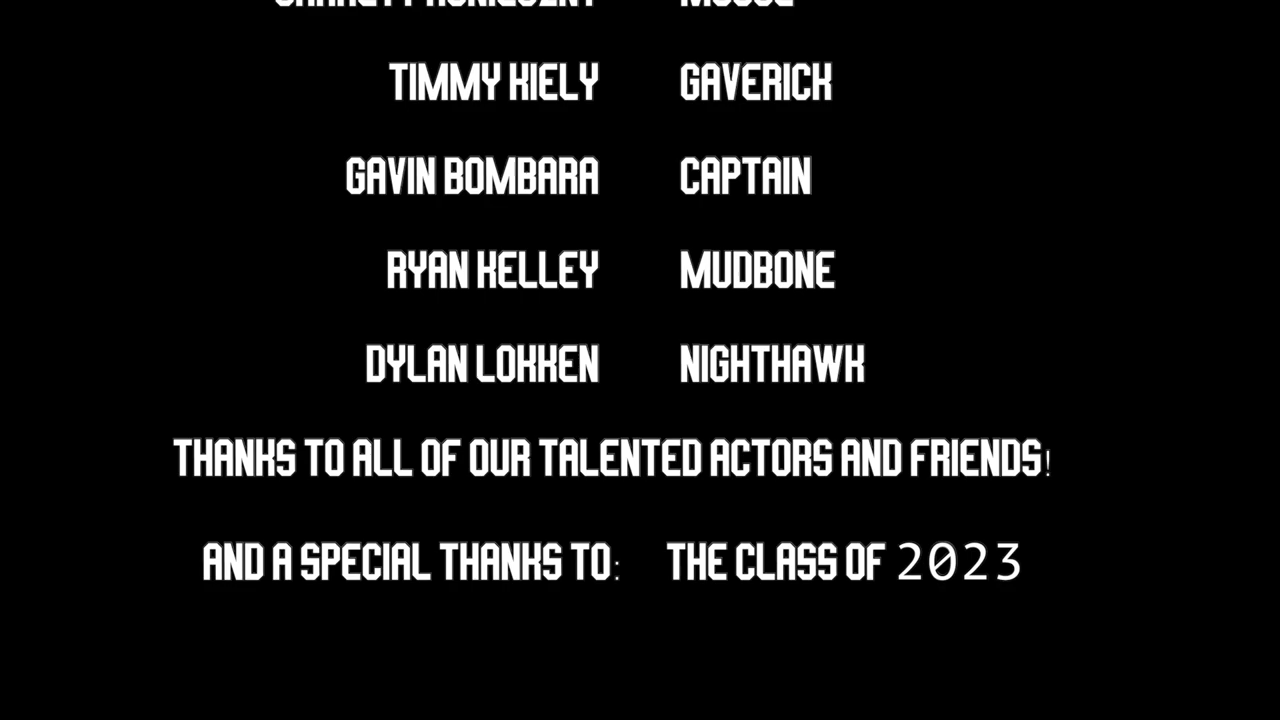 TIMMY KIELY GAVERICK
GAVIN BOMBARA CAPTAIN
RYAN KELLEY MUDBONE
DYLAN LOKKEN NIGHTHAWK
THANKS TO ALL OF OUR TALENTED ACTORS AND FRIENDS!
AND A SPECIAL THANKS TO: THE CLASS OF 2023